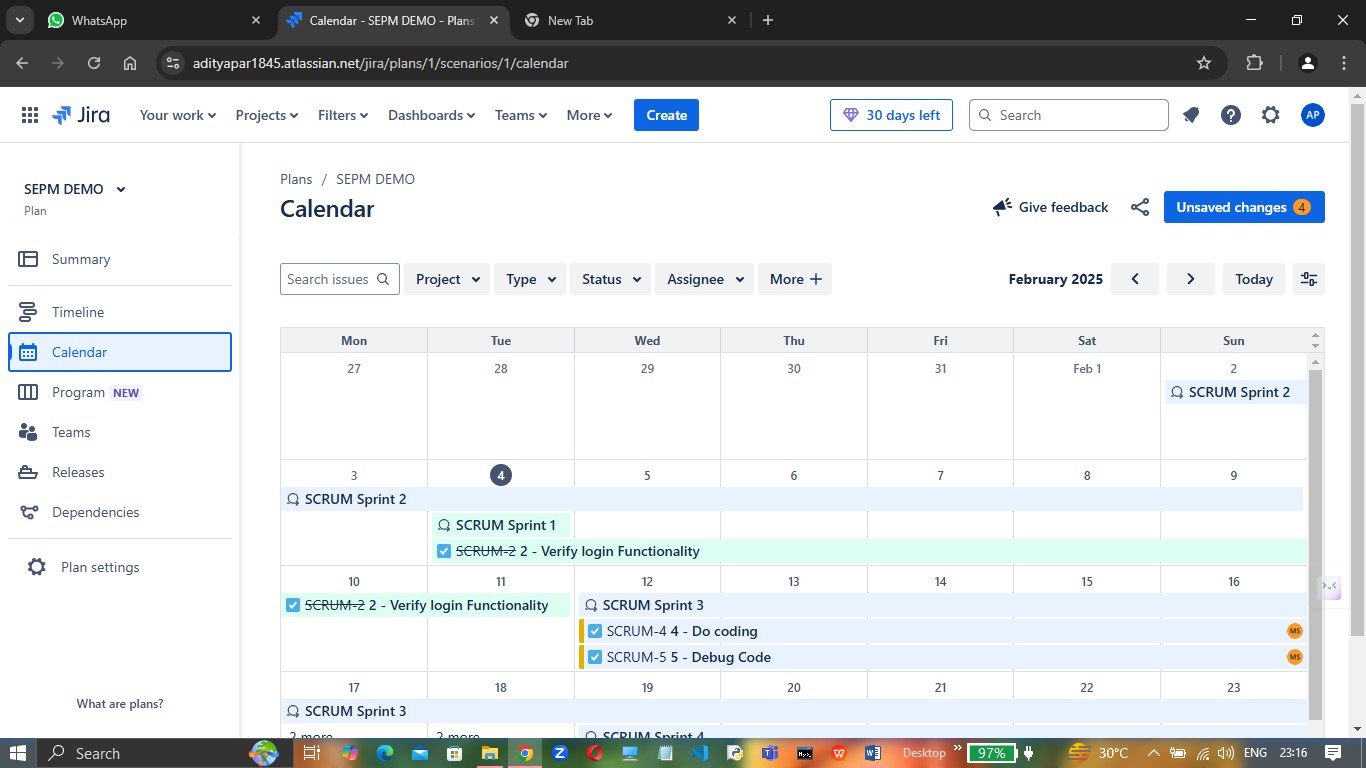 WhatsApp
Calendar - SEPM DEMO - Plans
New Tab
adityapar1845.atlassian.net/jira/plans/1/scenarios/1/calendar
Jira
Your work
Projects
Filters
Dashboards
Teams
More
Create
30 days left
Search
AP
SEPM DEMO
Plan
Summary
Timeline
Calendar
Program NEW
Teams
Releases
Dependencies
Plan settings
What are plans?
Plans / SEPM DEMO
Calendar
Give feedback
Unsaved changes 4
Search issues
Project
Type
Status
Assignee
More
February 2025
Today
Mon Tue Wed Thu Fri Sat Sun
27 28 29 30 31 Feb 1 2
SCRUM Sprint 2
3 4 5 6 7 8 9
SCRUM Sprint 2
SCRUM Sprint 1
SCRUM-2 2 - Verify login Functionality
10 11 12 13 14 15 16
SCRUM-2 2 - Verify login Functionality
SCRUM Sprint 3
SCRUM-4 4 - Do coding MS
SCRUM-5 5 - Debug Code MS
17 18 19 20 21 22 23
SCRUM Sprint 3
2 more 2 more SCRUM Sprint 4
Search
Desktop
97%
30°C
ENG
23:16